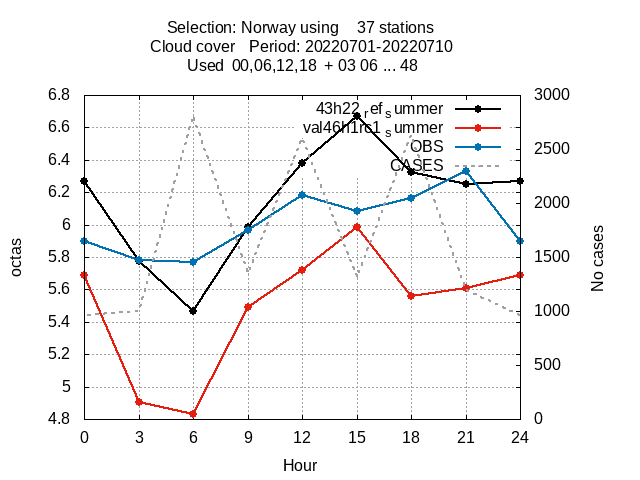 Selection: Norway using    37 stations
Cloud cover   Period: 20220701-20220710
Used  00,06,12,18  + 03 06 ... 48
43h22_ref_summer
val46h1rc1_summer
OBS
CASES
6.8
6.6
6.4
6.2
6
5.8
5.6
5.4
5.2
5
4.8
octas
3000
2500
2000
1500
1000
500
0
No cases
0 3 6 9 12 15 18 21 24
Hour